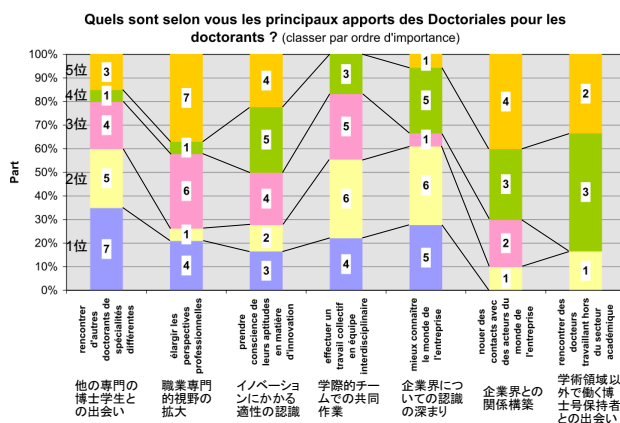 Quels sont selon vous les principaux apports des Doctoriales pour les
doctorants ? (classer par ordre d'importance)
Part
100%
90%
80%
70%
60%
50%
40%
30%
20%
10%
0%
5位
4位
3位
2位
1位
3
1
4
5
7
7
1
6
1
4
4
5
4
2
3
3
5
6
4
1
5
1
6
5
4
3
2
1
2
3
1
rencontrer
d'autres
doctorants de
spécialités
différentes
élargir les
perspectives
professionnelles
prendre
conscience de
leurs aptitudes
en matière
d'innovation
effectuer un
travail collectif
en équipe
interdisciplinaire
mieux connaître
le monde de
l'entreprise
nouer des
contacts avec
des acteurs du
monde de
l'entreprise
rencontrer des
docteurs
travaillant hors
du secteur
académique
他の専門の
博士学生と
の出会い
職業専門
的視野の
拡大
イノベーショ
ンにかかる
適性の認識
学際的チー
ムでの共同
作業
企業界につ
いての認識
の深まり
企業界との
関係構築
学術領域以
外で働く博
士号保持者
との出会い